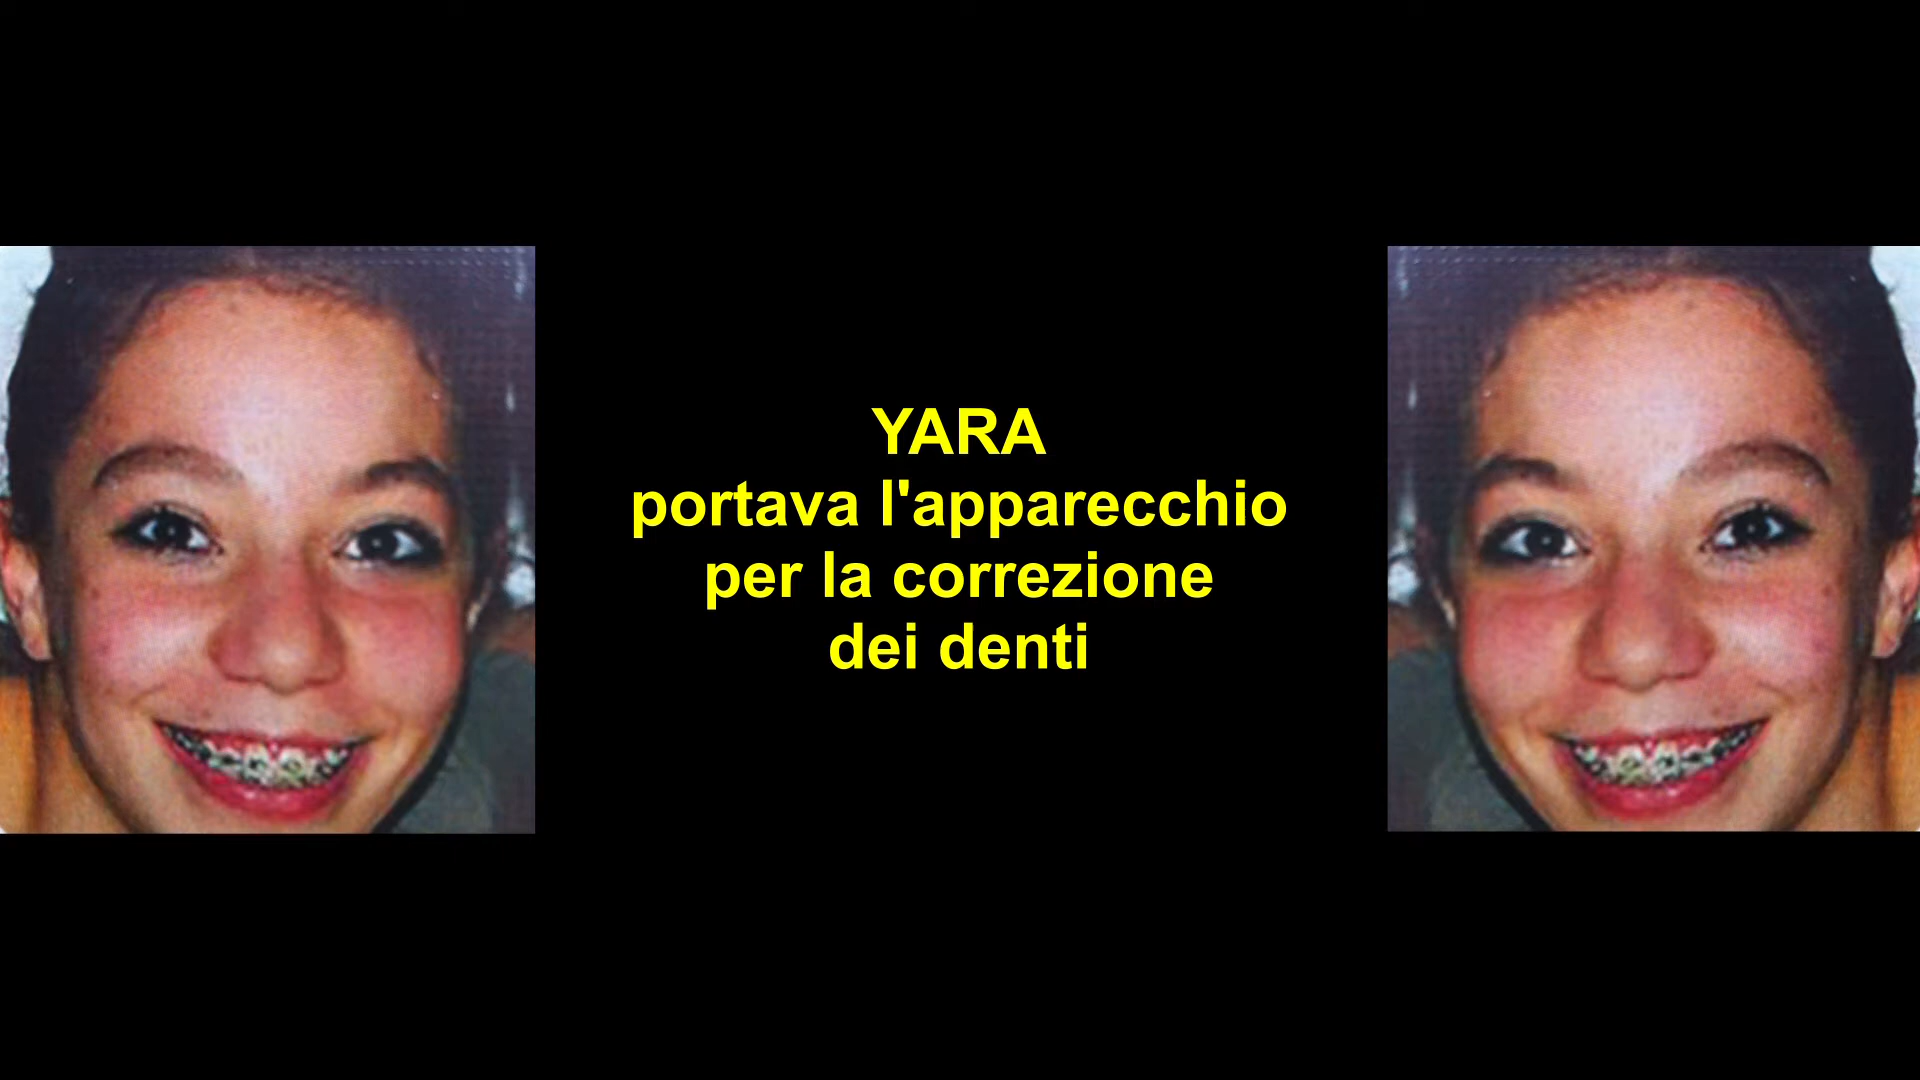 YARA
portava l'apparecchio
per la correzione
dei denti